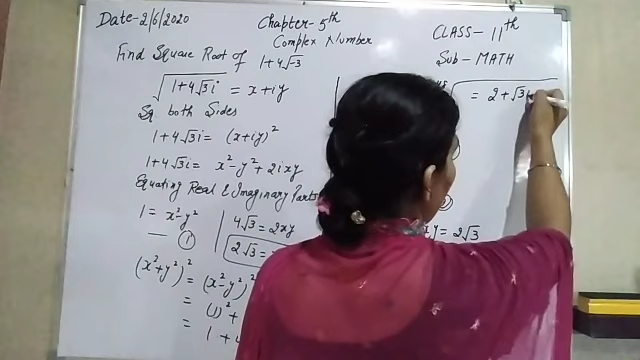 Date-2/6/2020
Chapter-5th
Complex Number
CLASS-11th
Sub-MATH
Find Square Root of 1+4√-3
√1+4√3i = x+iy
Sq. both Sides
1+4√3i = (x+iy)²
1+4√3i = x²-y²+2ixy
Equating Real & Imaginary Parts
1 = x²-y²
— ①
4√3 = 2xy
2√3 =
(x²+y²)² = (x²-y²)²
= (1)² +
= 1 +
= 2+√3i
xy = 2√3